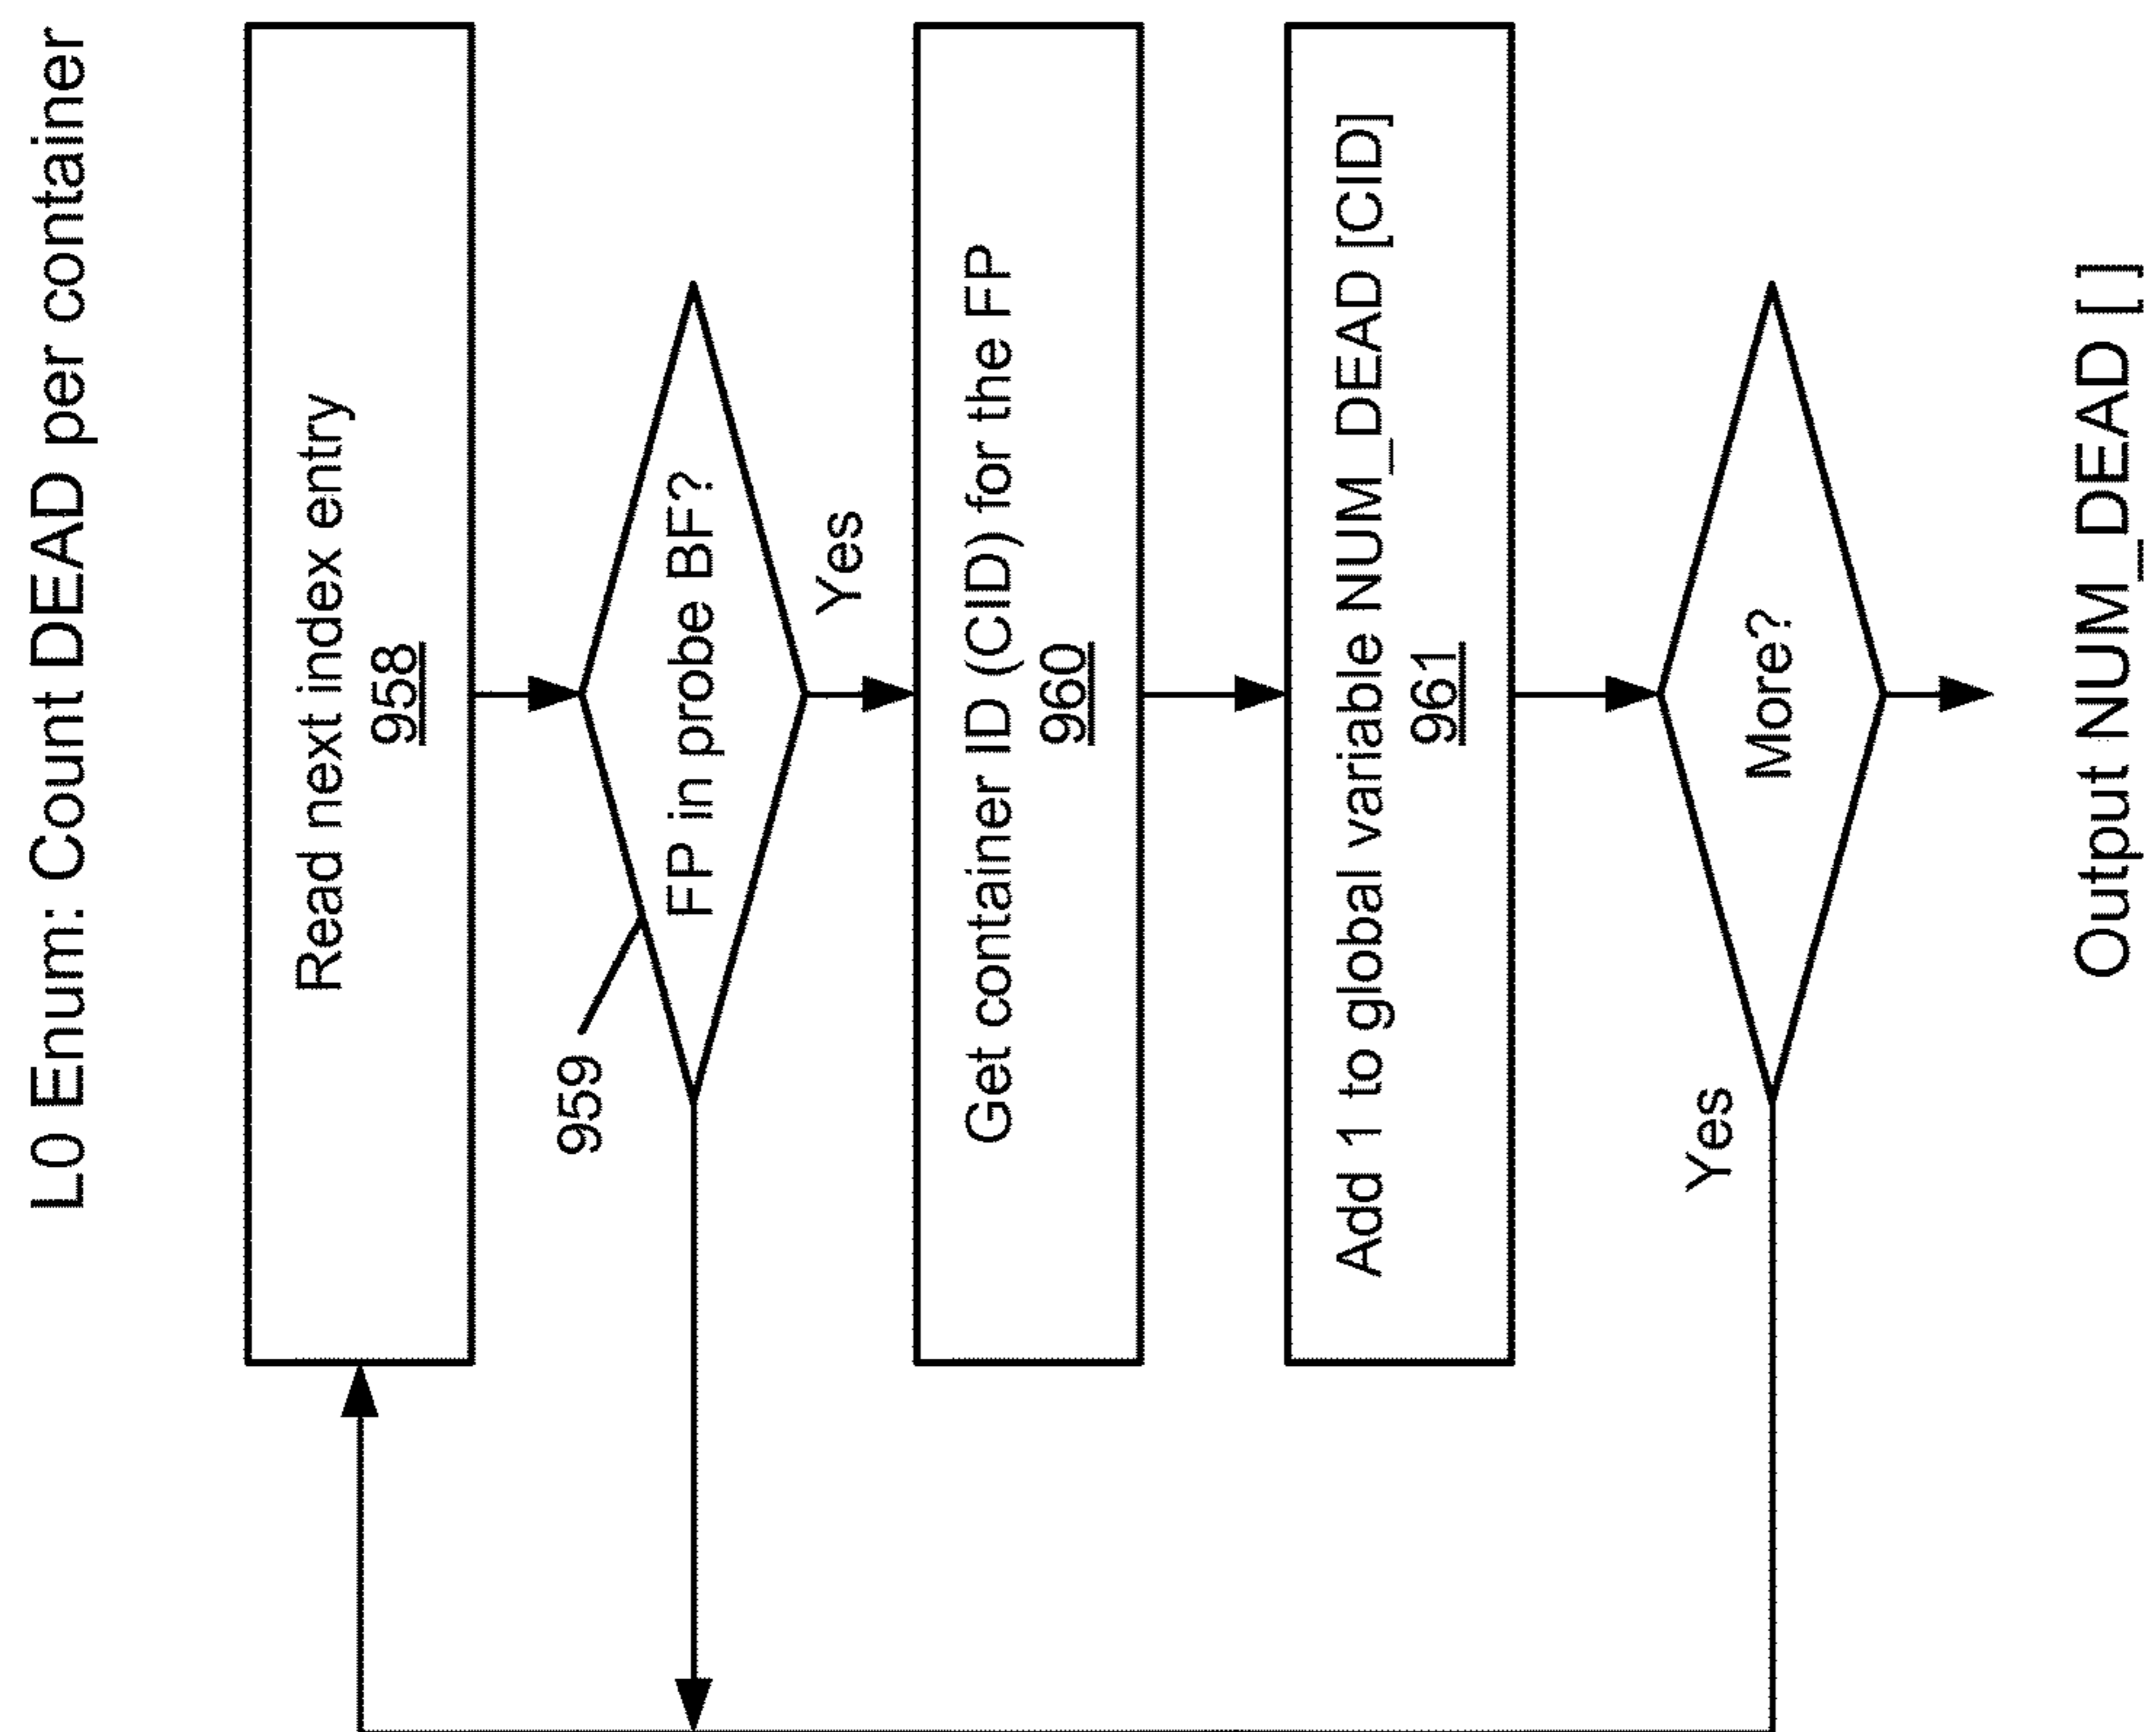 L0 Enum: Count DEAD per container
Read next index entry
958
959
FP in probe BF?
Yes
Get container ID (CID) for the FP
960
Add 1 to global variable NUM_DEAD [CID]
961
Yes
More?
Output NUM_DEAD [ ]